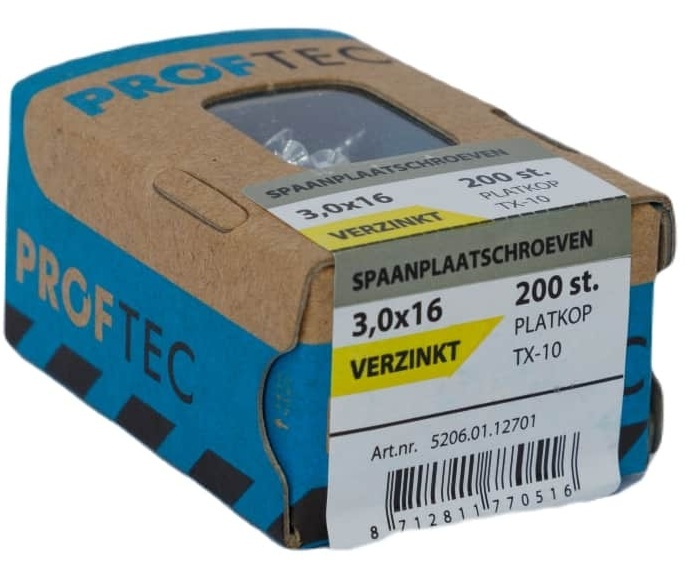 PROFTEC
SPAANPLAATSCHROEVEN
3,0x16
200 st.
VERZINKT
PLATKOP
TX-10
PROFTEC
SPAANPLAATSCHROEVEN
3,0x16
200 st.
VERZINKT
PLATKOP
TX-10
Art.nr. 5206.01.12701
8 712811 770516